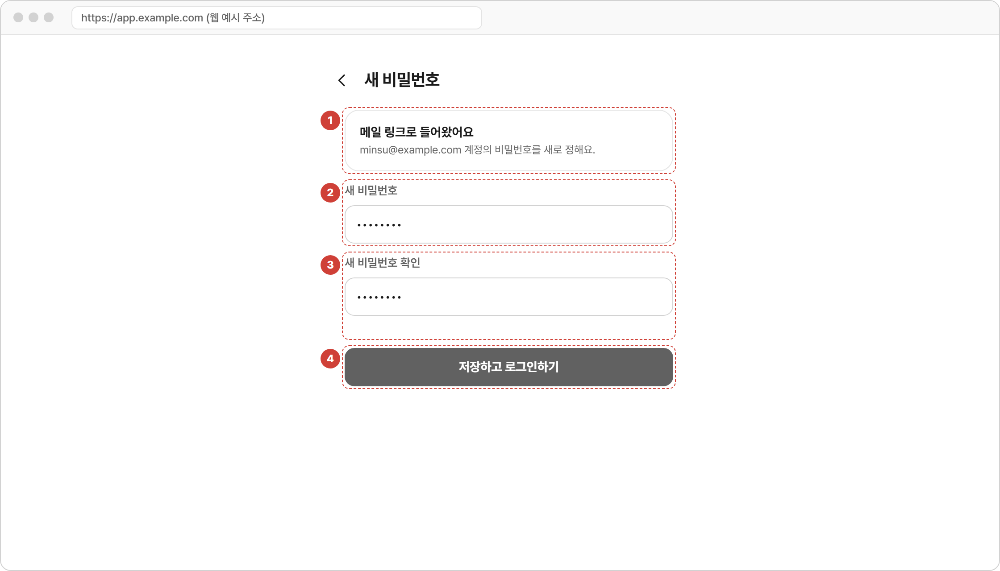 https://app.example.com (웹 예시 주소)
새 비밀번호
1
메일 링크로 들어왔어요
minsu@example.com 계정의 비밀번호를 새로 정해요.
2
새 비밀번호
••••••••
3
새 비밀번호 확인
••••••••
4
저장하고 로그인하기